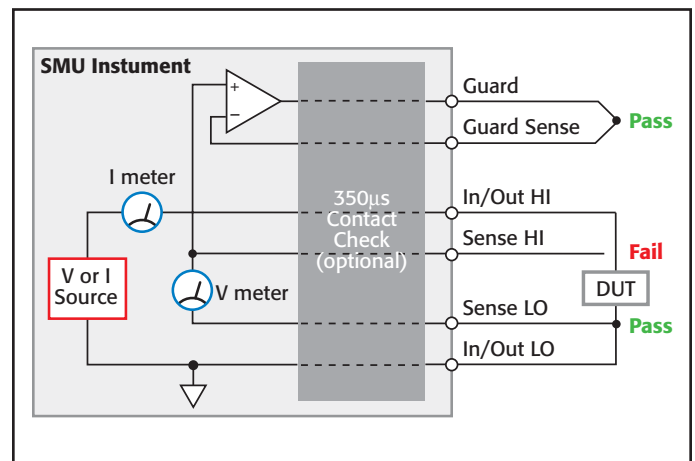 SMU Instument
+
−
Guard
Guard Sense
Pass
I meter
350µs
Contact
Check
(optional)
In/Out HI
Sense HI
Fail
V or I
Source
V meter
DUT
Sense LO
Pass
In/Out LO